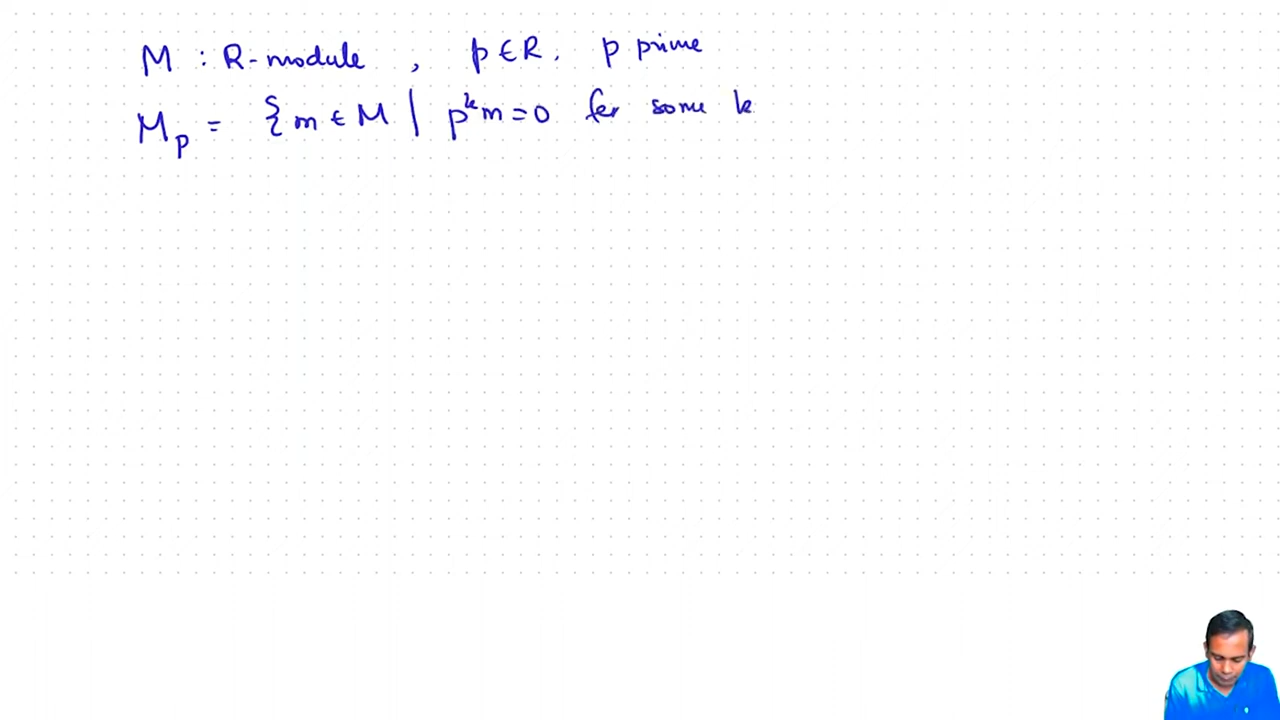 M : R-module , p ∈ R. p prime
M_p = { m ∈ M | p^k m = 0 for some k